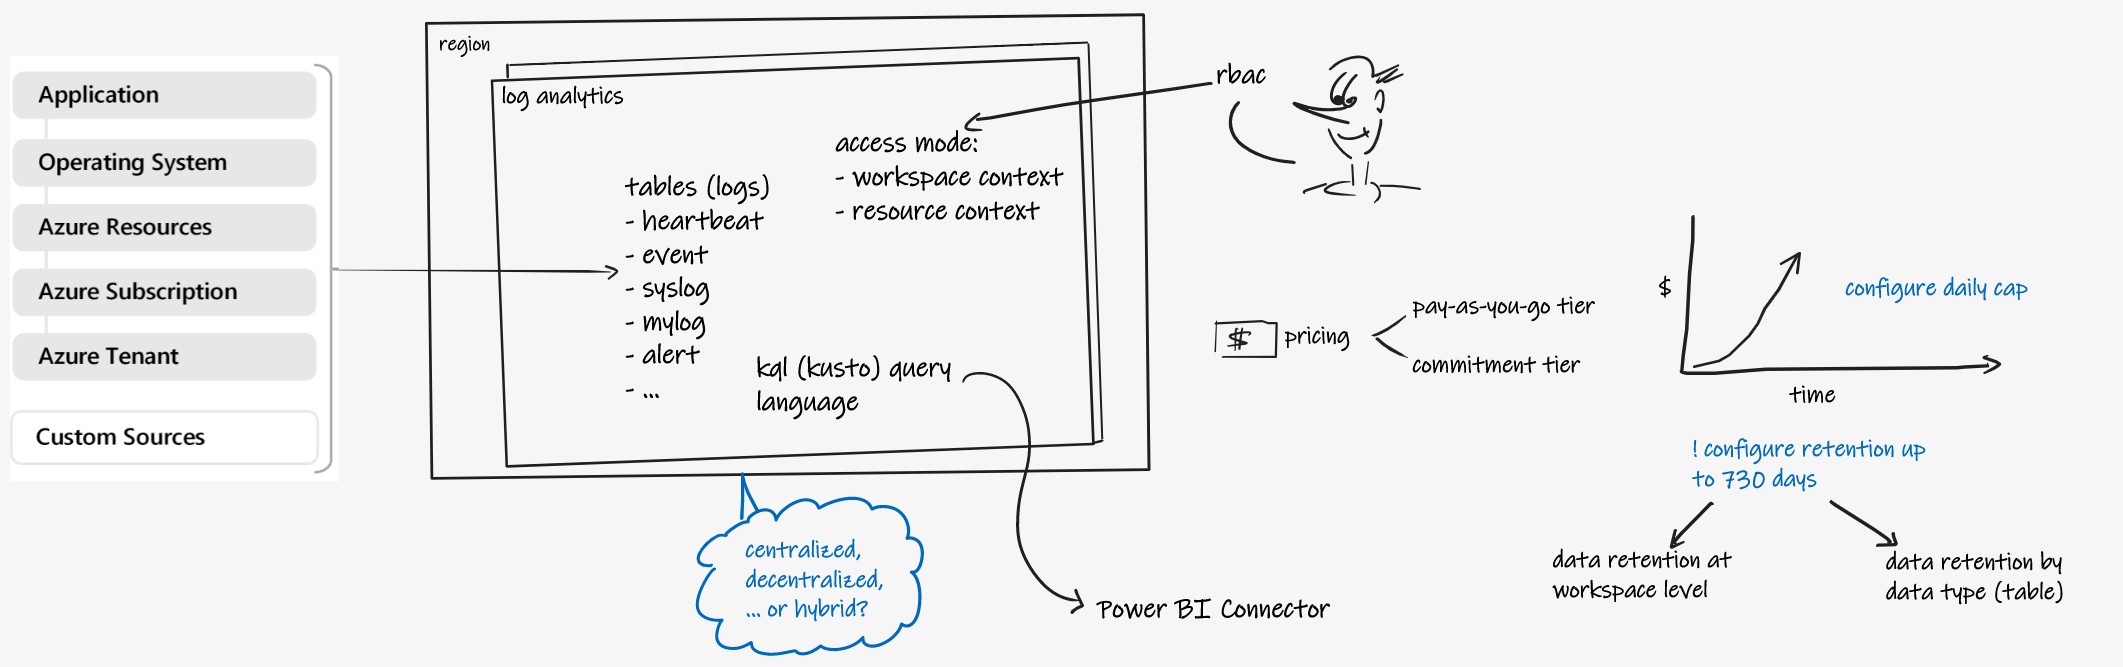 Application
Operating System
Azure Resources
Azure Subscription
Azure Tenant
Custom Sources
region
log analytics
tables (logs)
- heartbeat
- event
- syslog
- mylog
- alert
- ...
access mode:
- workspace context
- resource context
kql (kusto) query
language
rbac
centralized,
decentralized,
... or hybrid?
Power BI Connector
$ pricing
pay-as-you-go tier
commitment tier
$
time
configure daily cap
! configure retention up
to 730 days
data retention at
workspace level
data retention by
data type (table)